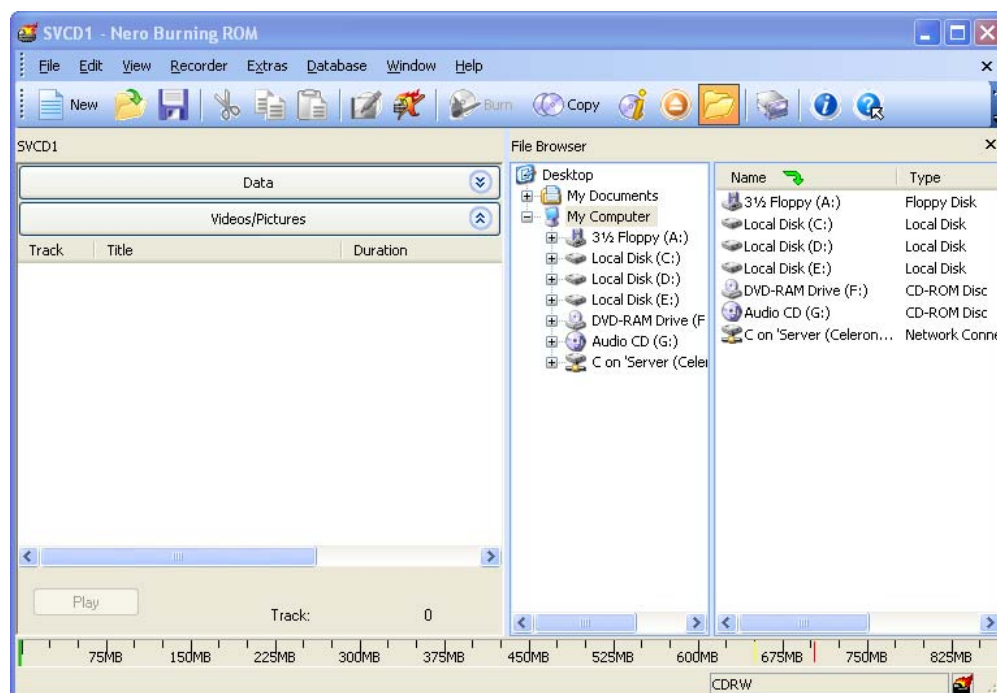 SVCD1 - Nero Burning ROM
File Edit View Recorder Extras Database Window Help
New Burn Copy
SVCD1
File Browser
Data
Videos/Pictures
Track Title Duration
Desktop
My Documents
My Computer
3½ Floppy (A:)
Local Disk (C:)
Local Disk (D:)
Local Disk (E:)
DVD-RAM Drive (F
Audio CD (G:)
C on 'Server (Celer
Name Type
3½ Floppy (A:) Floppy Disk
Local Disk (C:) Local Disk
Local Disk (D:) Local Disk
Local Disk (E:) Local Disk
DVD-RAM Drive (F:) CD-ROM Disc
Audio CD (G:) CD-ROM Disc
C on 'Server (Celeron... Network Conne
Play
Track: 0
75MB 150MB 225MB 300MB 375MB 450MB 525MB 600MB 675MB 750MB 825MB
CDRW